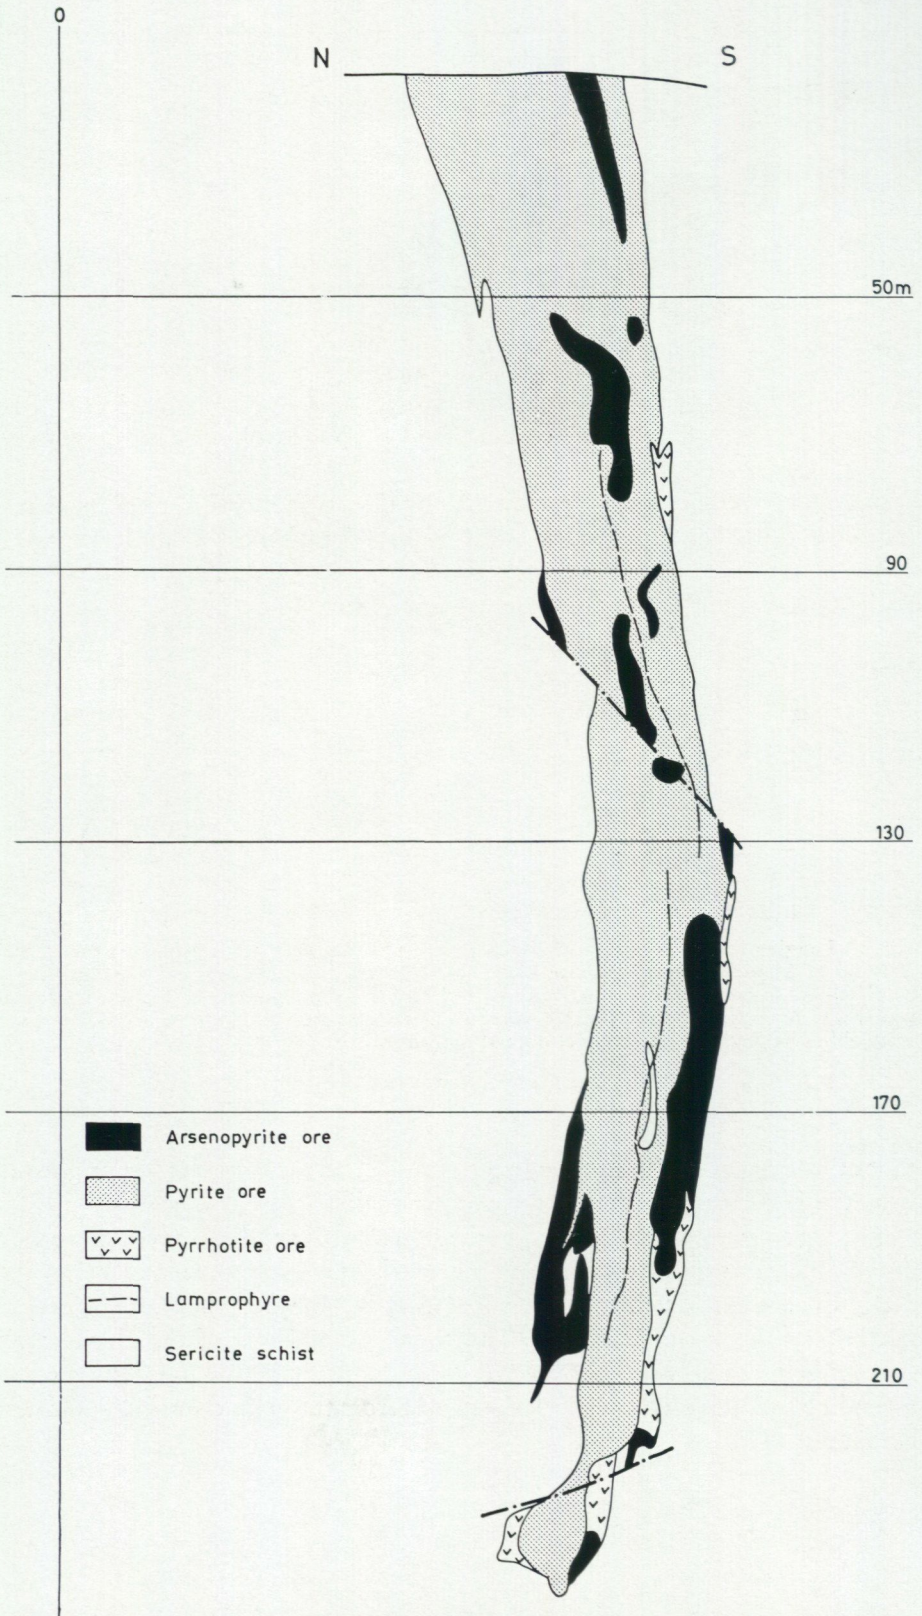 0
N S
50m
90
130
170
Arsenopyrite ore
Pyrite ore
Pyrrhotite ore
Lamprophyre
Sericite schist
210